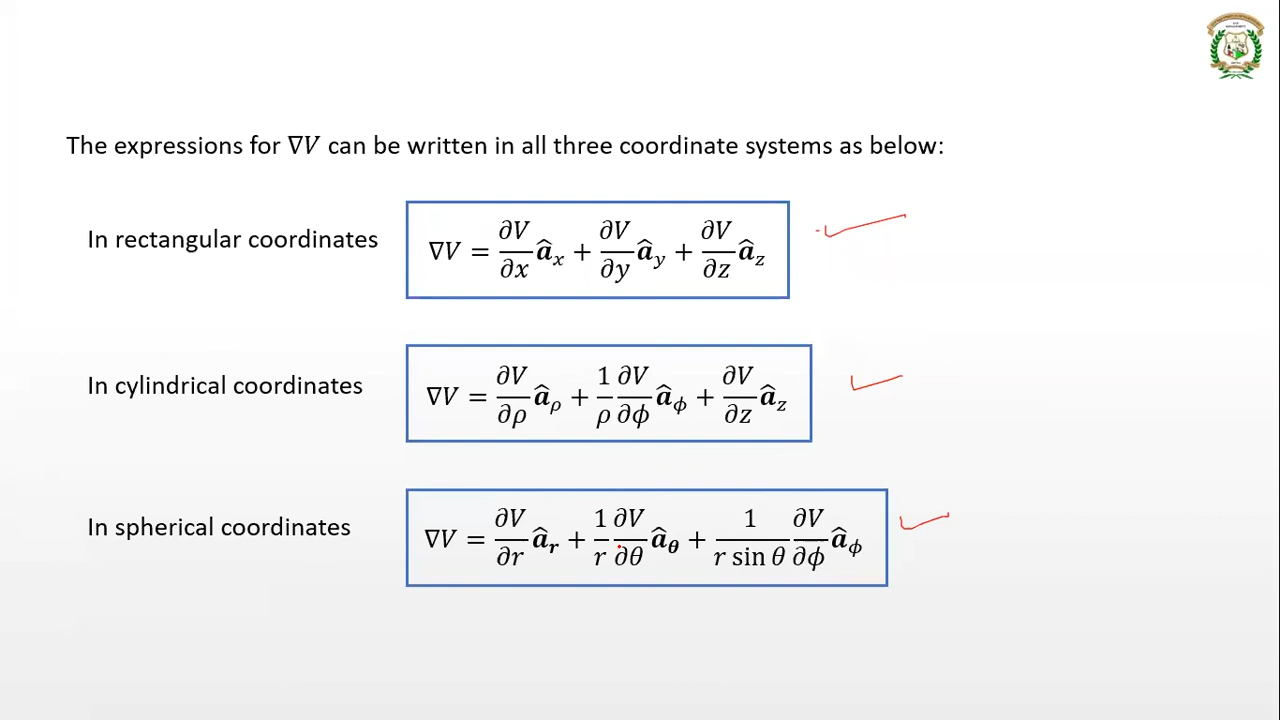 The expressions for ∇V can be written in all three coordinate systems as below:
In rectangular coordinates
∇V = ∂V/∂x â_x + ∂V/∂y â_y + ∂V/∂z â_z
In cylindrical coordinates
∇V = ∂V/∂ρ â_ρ + 1/ρ ∂V/∂ϕ â_ϕ + ∂V/∂z â_z
In spherical coordinates
∇V = ∂V/∂r â_r + 1/r ∂V/∂θ â_θ + 1/(r sin θ) ∂V/∂ϕ â_ϕ